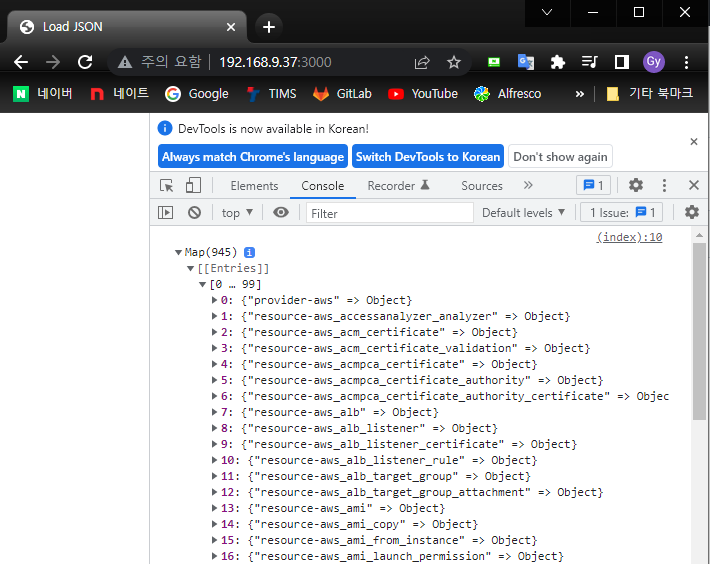 Load JSON
주의 요함 192.168.9.37:3000
Gy
네이버 네이트 Google TIMS GitLab YouTube Alfresco » 기타 북마크
DevTools is now available in Korean!
Always match Chrome's language Switch DevTools to Korean Don't show again
Elements Console Recorder Sources » 1
top Filter Default levels 1 Issue: 1
(index):10
Map(945)
[[Entries]]
[0 … 99]
0: {"provider-aws" => Object}
1: {"resource-aws_accessanalyzer_analyzer" => Object}
2: {"resource-aws_acm_certificate" => Object}
3: {"resource-aws_acm_certificate_validation" => Object}
4: {"resource-aws_acmpca_certificate" => Object}
5: {"resource-aws_acmpca_certificate_authority" => Object}
6: {"resource-aws_acmpca_certificate_authority_certificate" => Objec
7: {"resource-aws_alb" => Object}
8: {"resource-aws_alb_listener" => Object}
9: {"resource-aws_alb_listener_certificate" => Object}
10: {"resource-aws_alb_listener_rule" => Object}
11: {"resource-aws_alb_target_group" => Object}
12: {"resource-aws_alb_target_group_attachment" => Object}
13: {"resource-aws_ami" => Object}
14: {"resource-aws_ami_copy" => Object}
15: {"resource-aws_ami_from_instance" => Object}
16: {"resource-aws_ami_launch_permission" => Object}